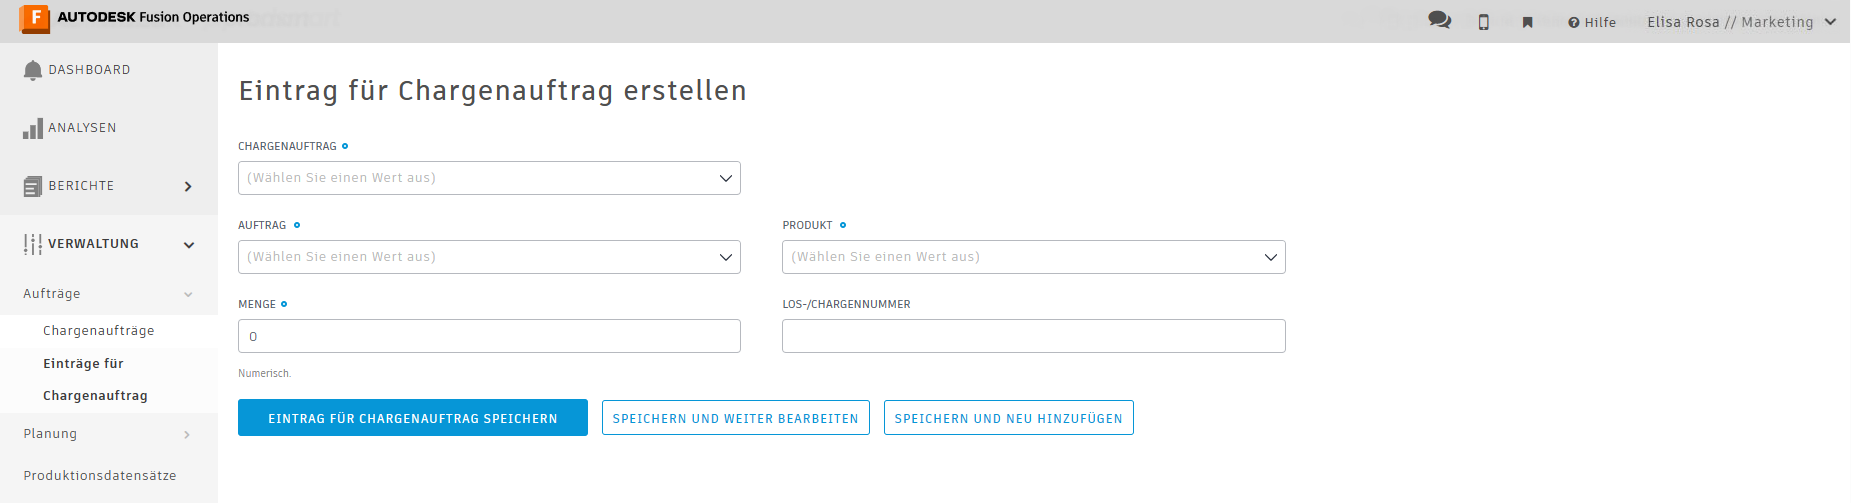 AUTODESK Fusion Operations
Hilfe
Elisa Rosa // Marketing
DASHBOARD
ANALYSEN
BERICHTE
VERWALTUNG
Aufträge
Chargenaufträge
Einträge für
Chargenauftrag
Planung
Produktionsdatensätze
Eintrag für Chargenauftrag erstellen
CHARGENAUFTRAG
(Wählen Sie einen Wert aus)
AUFTRAG
(Wählen Sie einen Wert aus)
PRODUKT
(Wählen Sie einen Wert aus)
MENGE
0
Numerisch.
LOS-/CHARGENNUMMER
EINTRAG FÜR CHARGENAUFTRAG SPEICHERN
SPEICHERN UND WEITER BEARBEITEN
SPEICHERN UND NEU HINZUFÜGEN